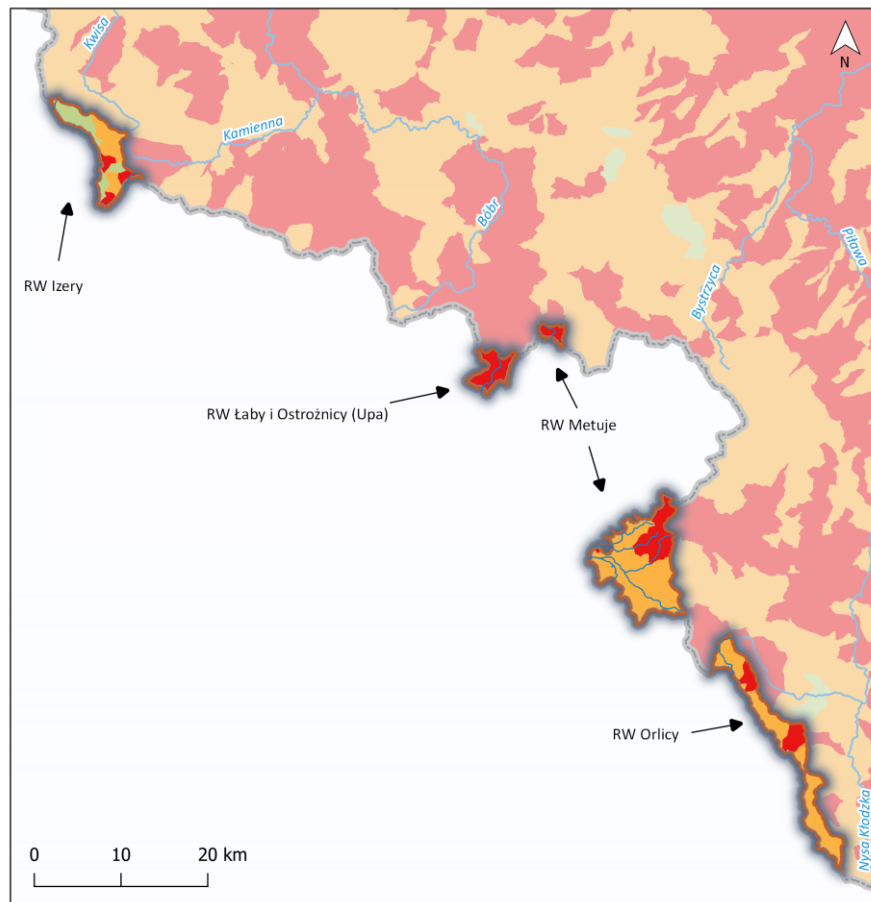 Kwisa
N
Kamienna
Bóbr
Piława
Bystrzyca
RW Izery
RW Łaby i Ostrożnicy (Upa)
RW Metuje
RW Orlicy
Nysa Kłodzka
0 10 20 km